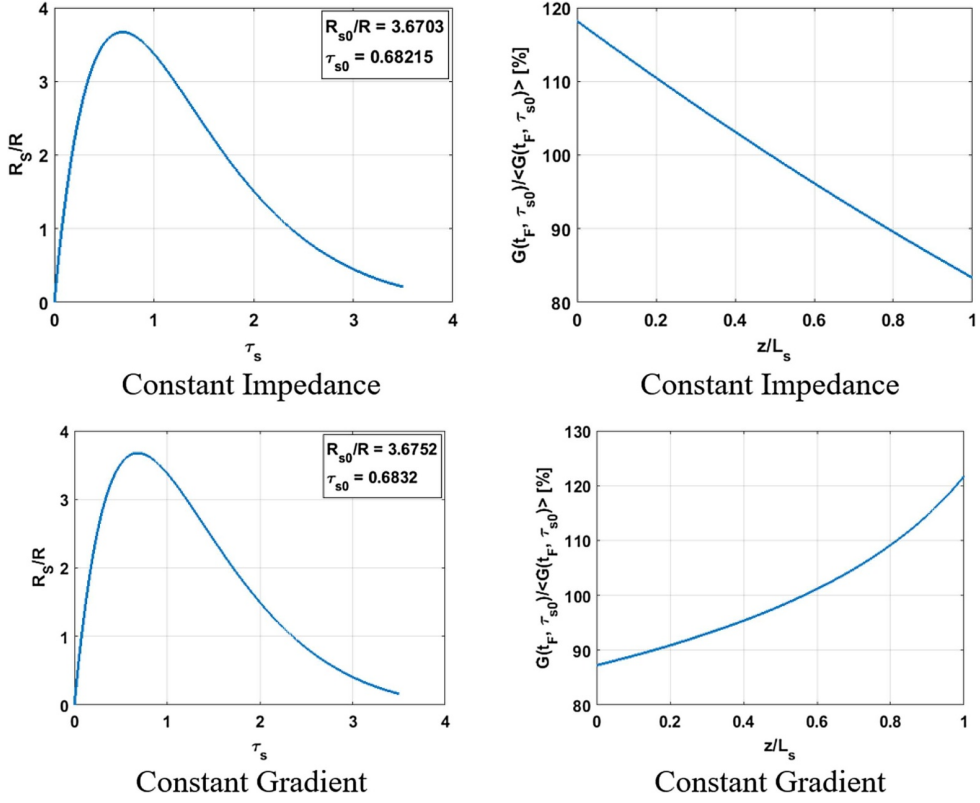 4
3
2
1
0
R_S/R
R_s0/R = 3.6703
τ_s0 = 0.68215
0 1 2 3 4
τ_s
Constant Impedance
120
110
100
90
80
G(t_F, τ_s0)/<G(t_F, τ_s0)> [%]
0 0.2 0.4 0.6 0.8 1
z/L_s
Constant Impedance
4
3
2
1
0
R_S/R
R_s0/R = 3.6752
τ_s0 = 0.6832
0 1 2 3 4
τ_s
Constant Gradient
130
120
110
100
90
80
G(t_F, τ_s0)/<G(t_F, τ_s0)> [%]
0 0.2 0.4 0.6 0.8 1
z/L_s
Constant Gradient